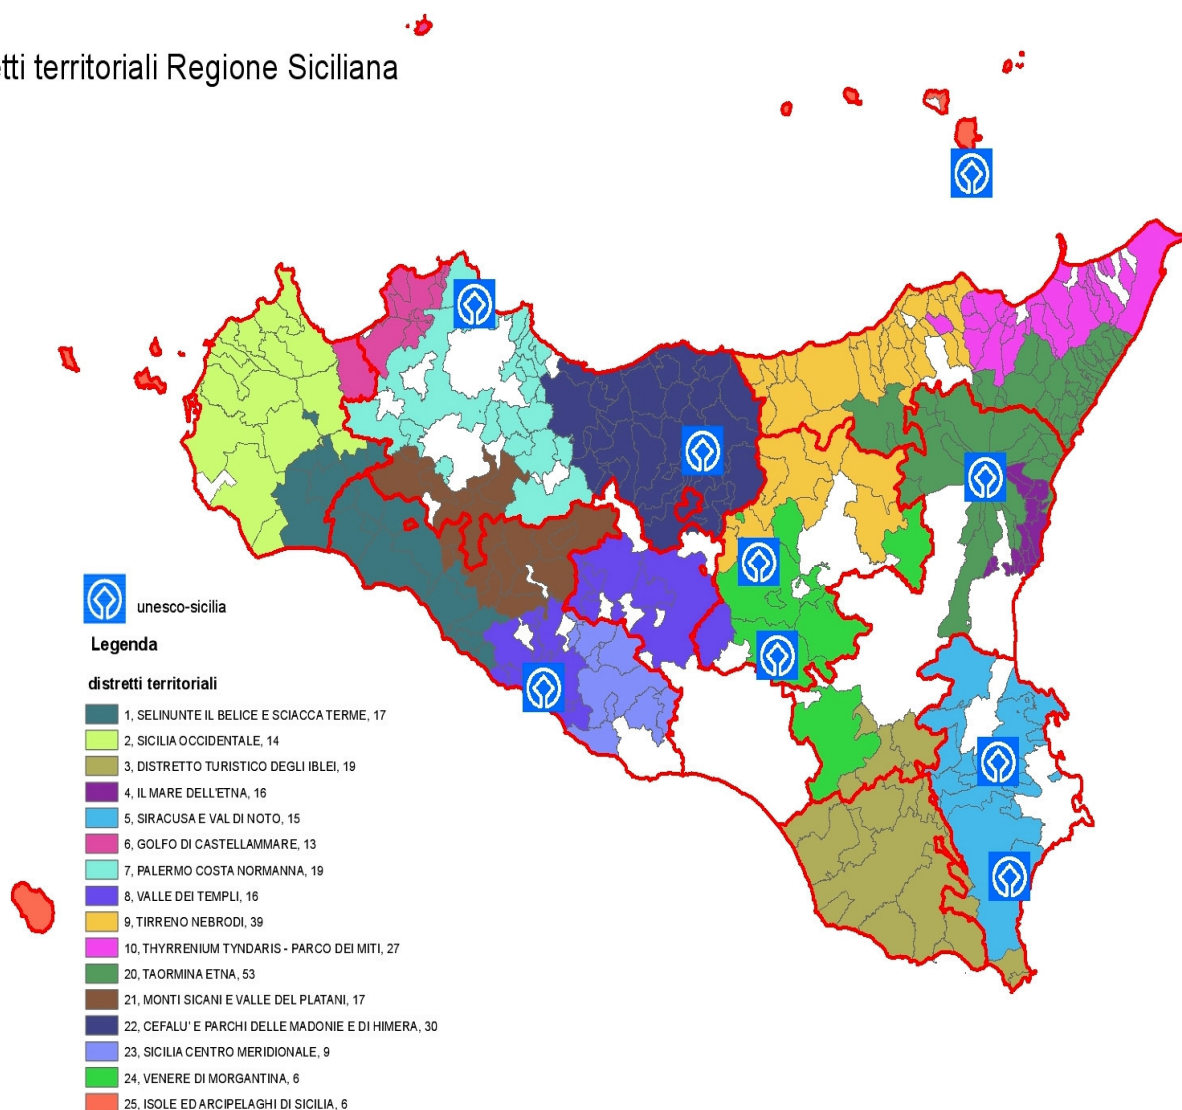 tti territoriali Regione Siciliana
unesco-sicilia
Legenda
distretti territoriali
1, SELINUNTE IL BELICE E SCIACCA TERME, 17
2, SICILIA OCCIDENTALE, 14
3, DISTRETTO TURISTICO DEGLI IBLEI, 19
4, IL MARE DELL'ETNA, 16
5, SIRACUSA E VAL DI NOTO, 15
6, GOLFO DI CASTELLAMMARE, 13
7, PALERMO COSTA NORMANNA, 19
8, VALLE DEI TEMPLI, 16
9, TIRRENO NEBRODI, 39
10, THYRRENIUM TYNDARIS - PARCO DEI MITI, 27
20, TAORMINA ETNA, 53
21, MONTI SICANI E VALLE DEL PLATANI, 17
22, CEFALU' E PARCHI DELLE MADONIE E DI HIMERA, 30
23, SICILIA CENTRO MERIDIONALE, 9
24, VENERE DI MORGANTINA, 6
25, ISOLE ED ARCIPELAGHI DI SICILIA, 6